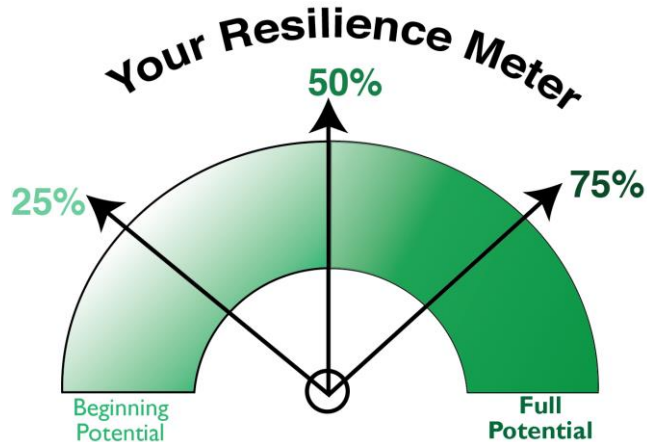 Your Resilience Meter
50%
25%
75%
Beginning
Potential
Full
Potential